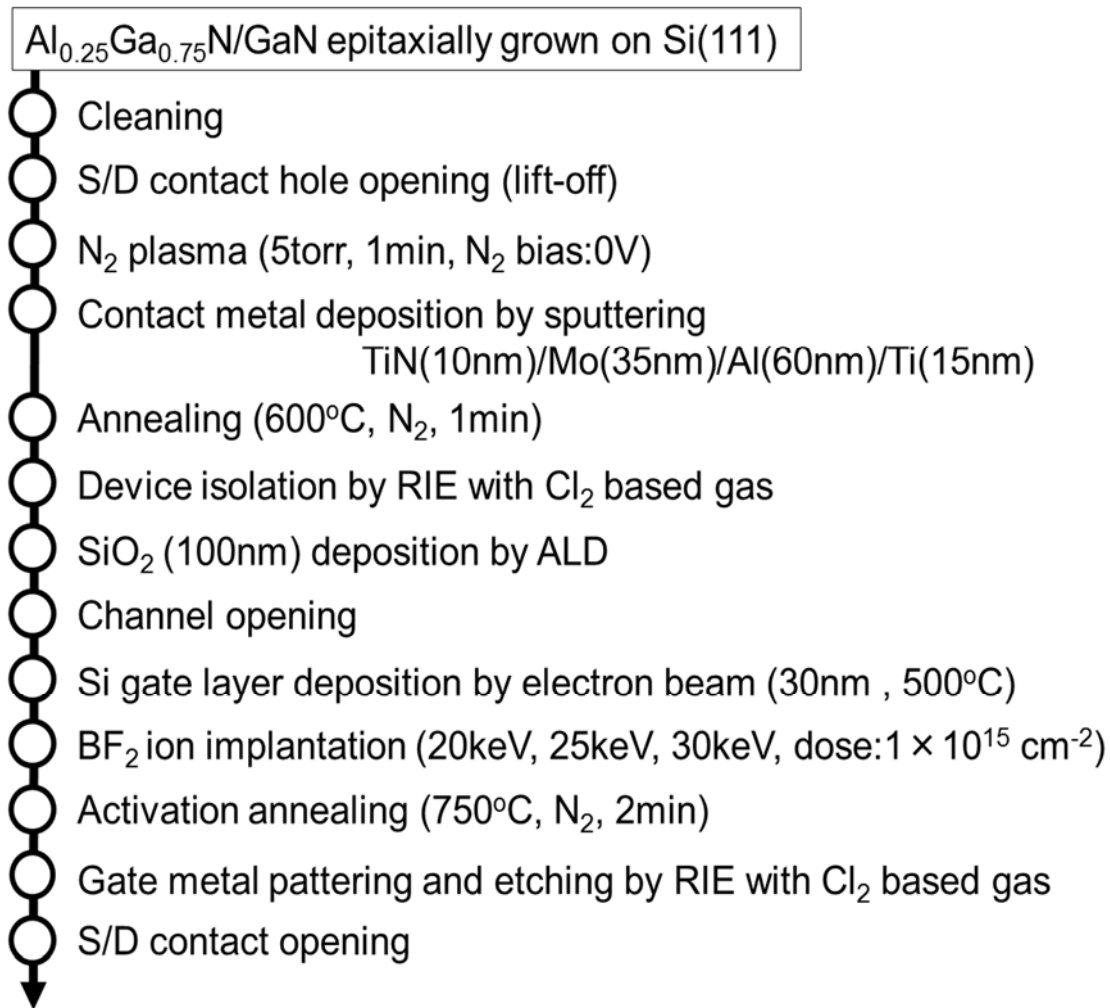 Al₀.₂₅Ga₀.₇₅N/GaN epitaxially grown on Si(111)
Cleaning
S/D contact hole opening (lift-off)
N₂ plasma (5torr, 1min, N₂ bias:0V)
Contact metal deposition by sputtering
TiN(10nm)/Mo(35nm)/Al(60nm)/Ti(15nm)
Annealing (600ºC, N₂, 1min)
Device isolation by RIE with Cl₂ based gas
SiO₂ (100nm) deposition by ALD
Channel opening
Si gate layer deposition by electron beam (30nm , 500ºC)
BF₂ ion implantation (20keV, 25keV, 30keV, dose:1 × 10¹⁵ cm⁻²)
Activation annealing (750ºC, N₂, 2min)
Gate metal pattering and etching by RIE with Cl₂ based gas
S/D contact opening